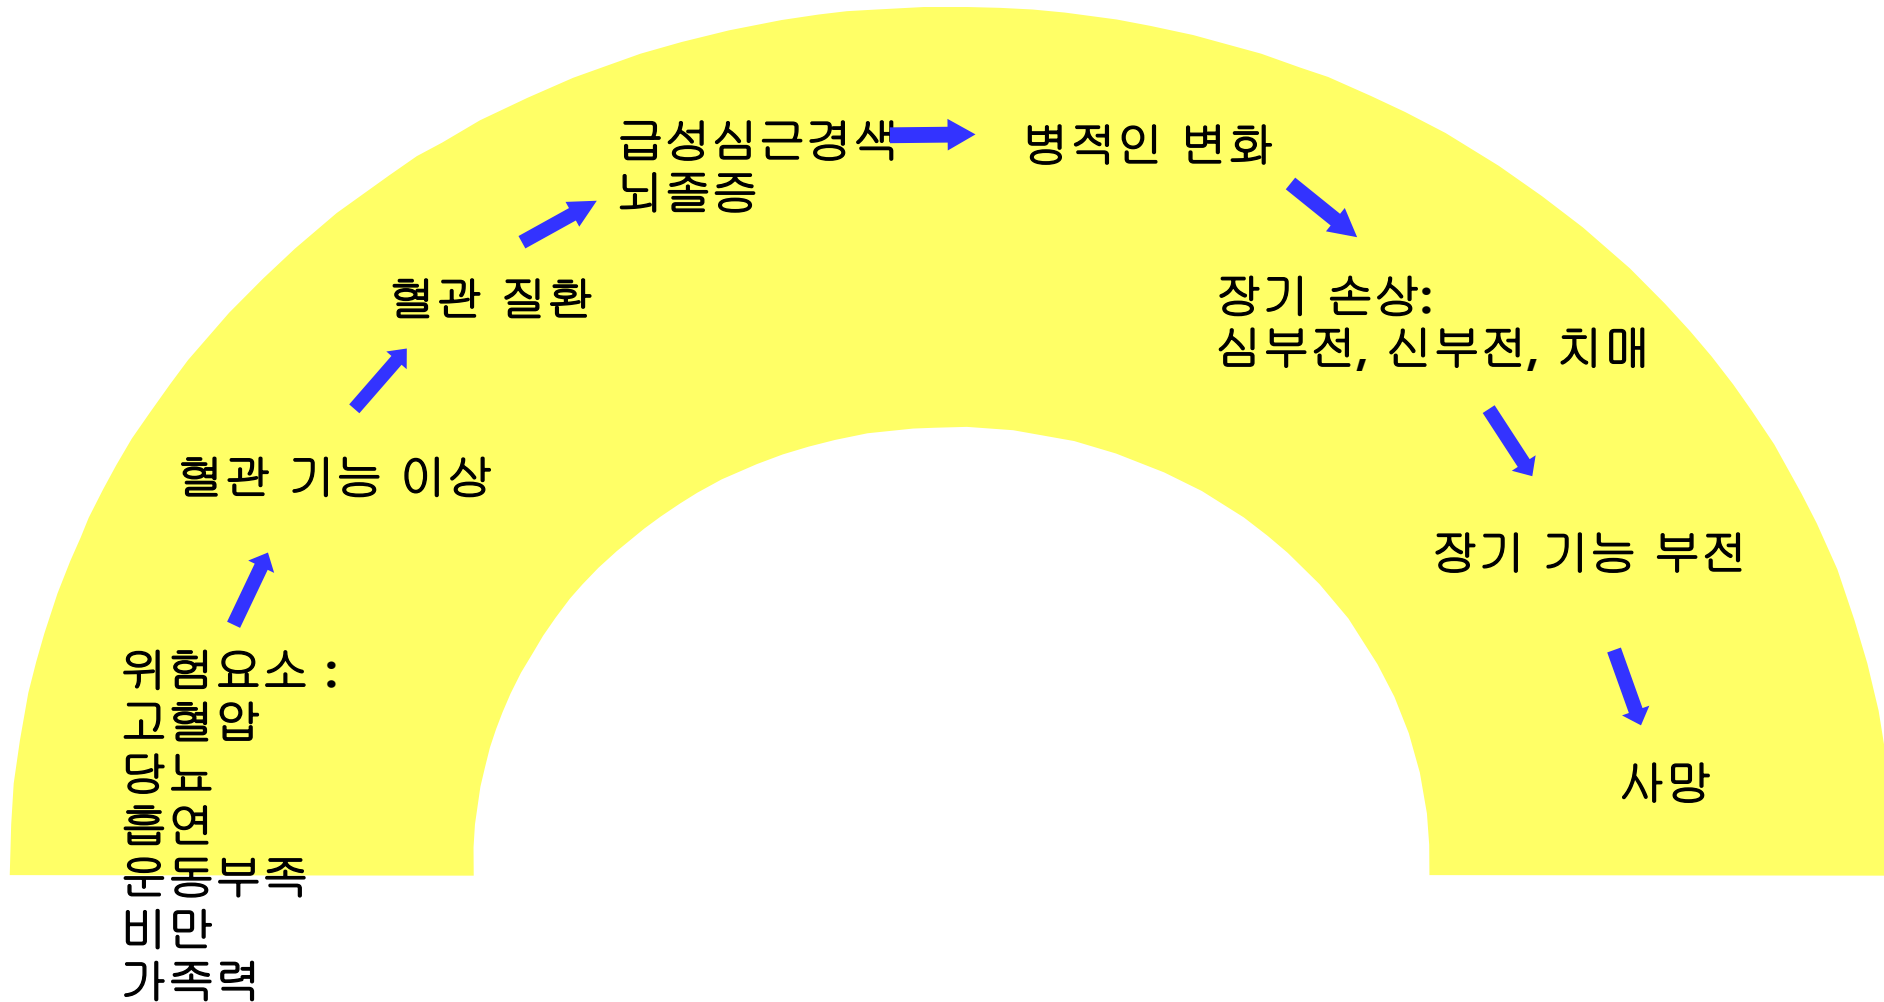 위험요소 :
고혈압
당뇨
흡연
운동부족
비만
가족력
혈관 기능 이상
혈관 질환
급성심근경색
뇌졸증
병적인 변화
장기 손상:
심부전, 신부전, 치매
장기 기능 부전
사망